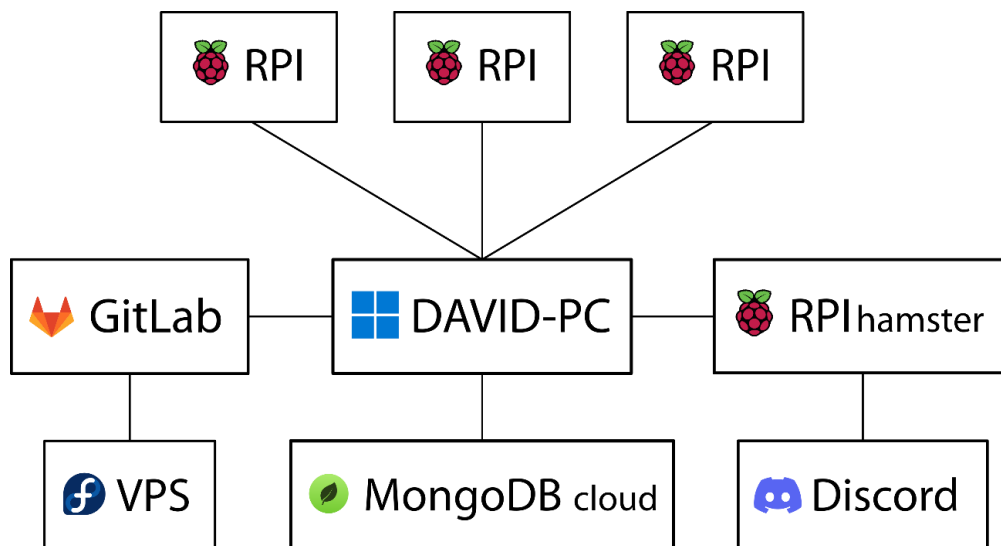 RPI
RPI
RPI
GitLab
DAVID-PC
RPI hamster
VPS
MongoDB cloud
Discord